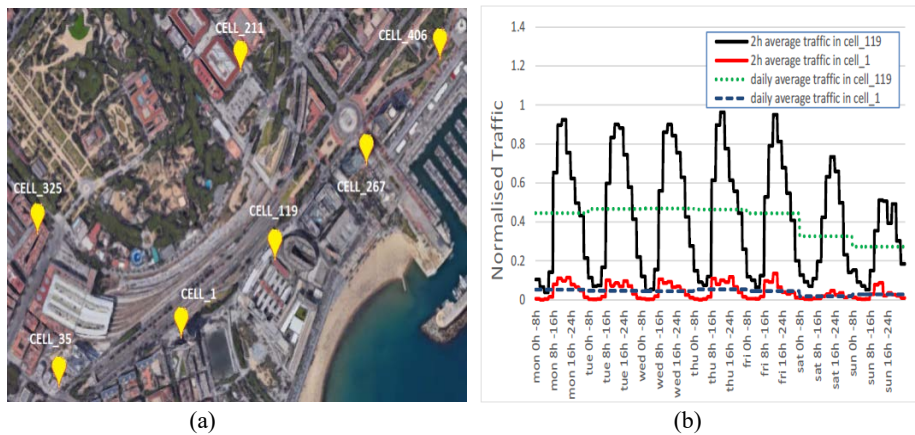 CELL_211
CELL_406
CELL_325
CELL_267
CELL_119
CELL_1
CELL_35
(a)
1.4
1.2
1
0.8
0.6
0.4
0.2
0
Normalised Traffic
2h average traffic in cell_119
2h average traffic in cell_1
daily average traffic in cell_119
daily average traffic in cell_1
mon 0h -8h
mon 8h -16h
mon 16h -24h
tue 0h -8h
tue 8h -16h
tue 16h -24h
wed 0h -8h
wed 8h -16h
wed 16h -24h
thu 0h -8h
thu 8h -16h
thu 16h -24h
fri 0h -8h
fri 8h -16h
fri 16h -24h
sat 0h -8h
sat 8h -16h
sat 16h -24h
sun 0h -8h
sun 8h -16h
sun 16h -24h
(b)